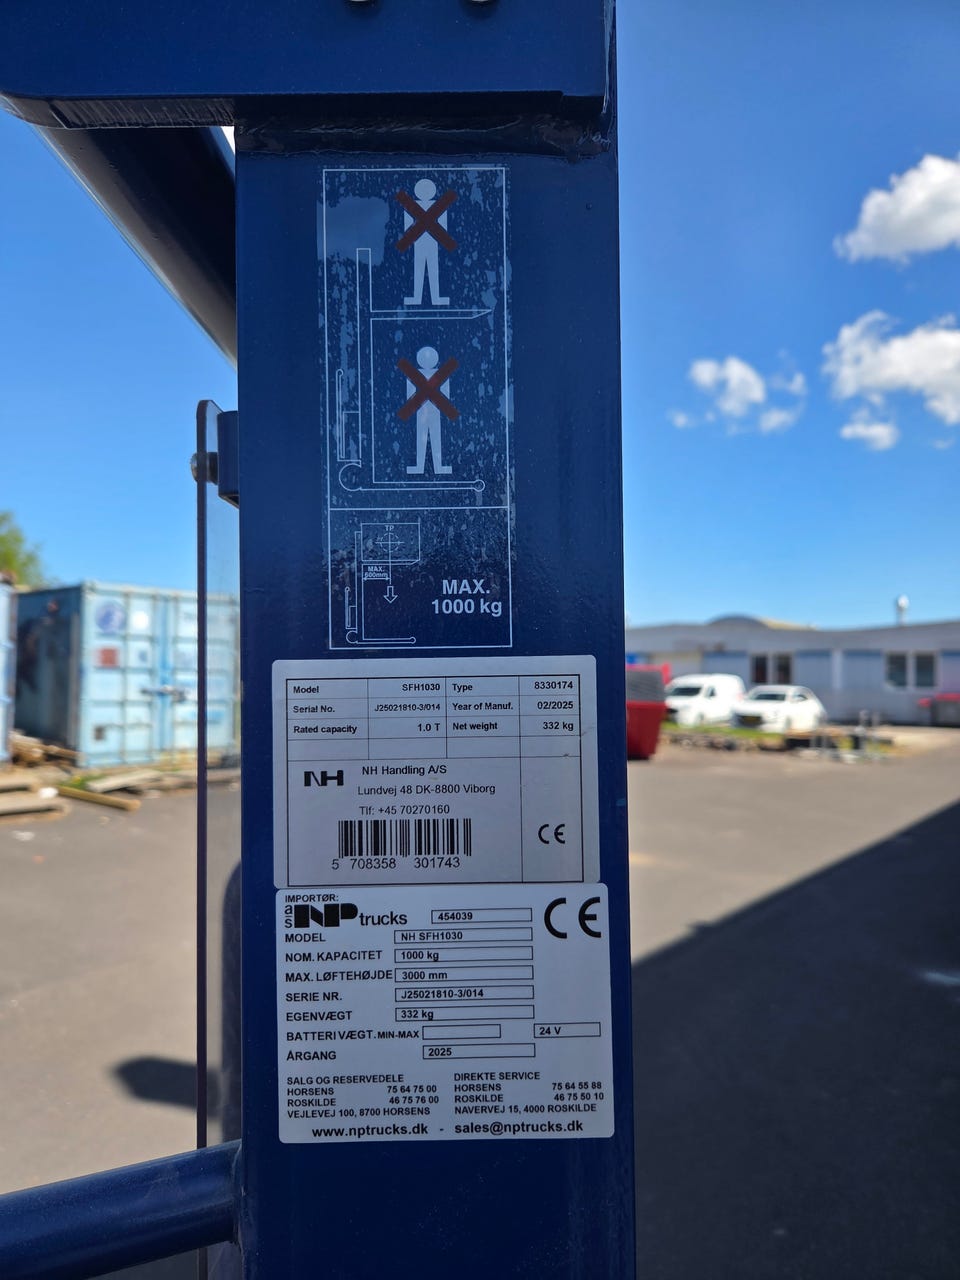 TP
MAX.
600mm
MAX.
1000 kg
Model SFH1030 Type 8330174
Serial No. J25021810-3/014 Year of Manuf. 02/2025
Rated capacity 1.0 T Net weight 332 kg
NH NH Handling A/S
Lundvej 48 DK-8800 Viborg
Tlf: +45 70270160
CE
5 708358 301743
IMPORTØR:
a/s NP trucks 454039 CE
MODEL NH SFH1030
NOM. KAPACITET 1000 kg
MAX. LØFTEHØJDE 3000 mm
SERIE NR. J25021810-3/014
EGENVÆGT 332 kg
BATTERIVÆGT. MIN-MAX 24 V
ÅRGANG 2025
SALG OG RESERVEDELE DIREKTE SERVICE
HORSENS 75 64 75 00 HORSENS 75 64 55 88
ROSKILDE 46 75 76 00 ROSKILDE 46 75 50 10
VEJLEVEJ 100, 8700 HORSENS NAVERVEJ 15, 4000 ROSKILDE
www.nptrucks.dk - sales@nptrucks.dk